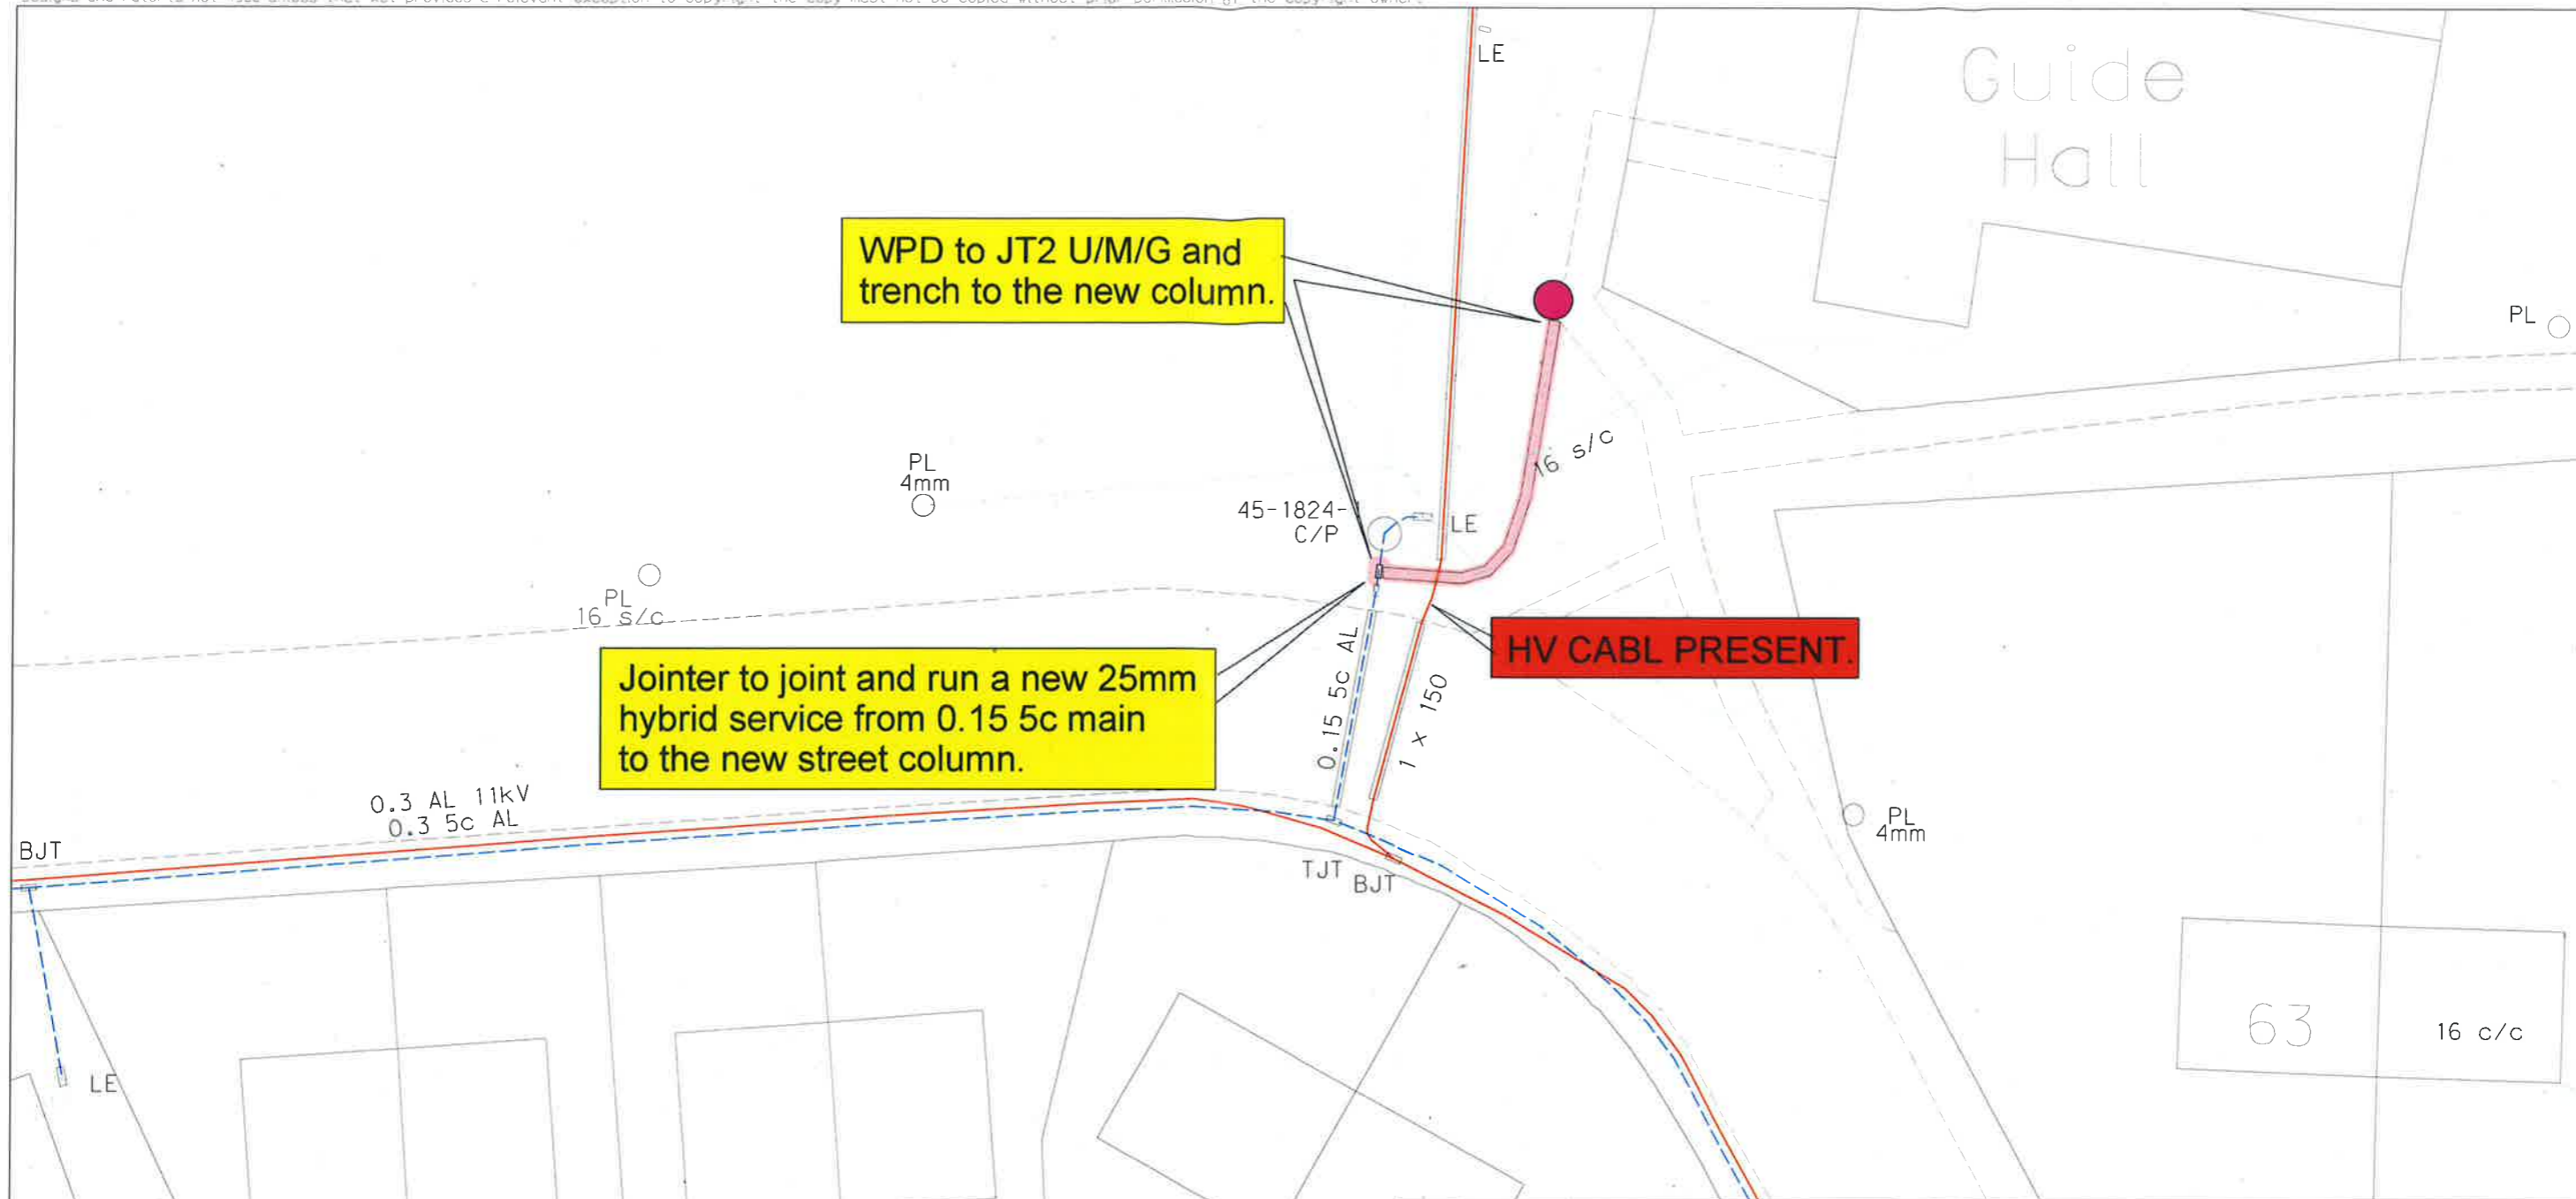 LE
Guide
Hall
WPD to JT2 U/M/G and
trench to the new column.
PL
16 s/c
PL
4mm
45-1824-
C/P
LE
PL
16 s/c
HV CABL PRESENT.
Jointer to joint and run a new 25mm
hybrid service from 0.15 5c main
to the new street column.
0.15 5c AL
1 x 150
0.3 AL 11kV
0.3 5c AL
PL
4mm
BJT
TJT
BJT
63
16 c/c
LE